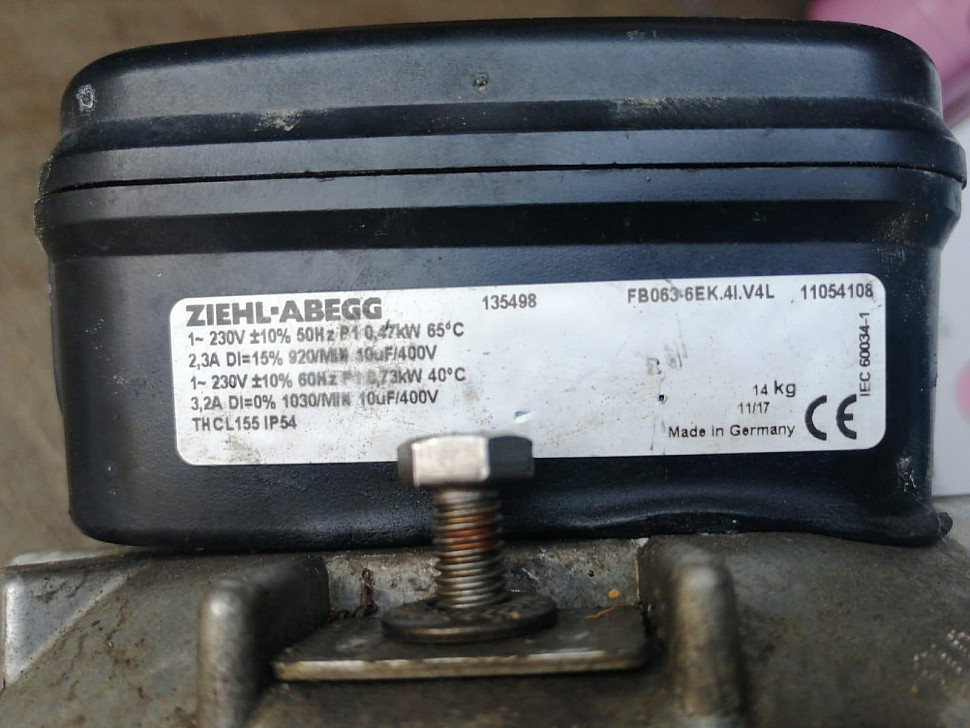 ZIEHL-ABEGG 135498 FB063-6EK.4I.V4L 11054108
1~ 230V ±10% 50Hz P1 0,47kW 65°C
2,3A DI=15% 920/MIN 10uF/400V
1~ 230V ±10% 60Hz P1 0,73kW 40°C
3,2A DI=0% 1030/MIN 10uF/400V
THCL155 IP54
14 kg
11/17
Made in Germany CE
IEC 60034-1